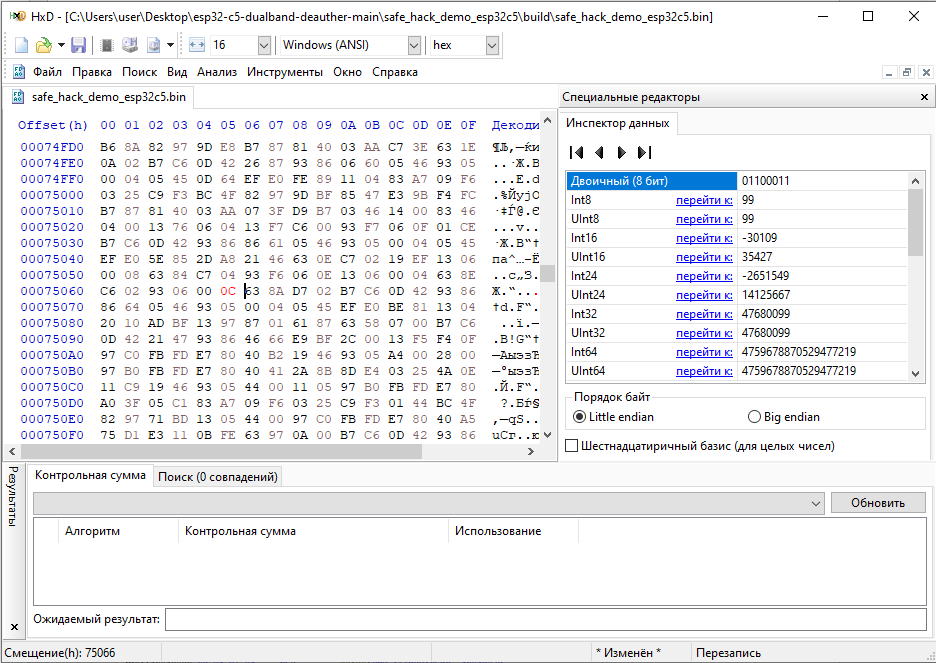 HxD - [C:\Users\user\Desktop\esp32-c5-dualband-deauther-main\safe_hack_demo_esp32c5\build\safe_hack_demo_esp32c5.bin]
16 Windows (ANSI) hex
Файл Правка Поиск Вид Анализ Инструменты Окно Справка
safe_hack_demo_esp32c5.bin
Offset(h) 00 01 02 03 04 05 06 07 08 09 0A 0B 0C 0D 0E 0F Декоди
00074FD0 B6 8A 82 97 9D E8 B7 87 81 40 03 AA C7 3E 63 1E
00074FE0 0A 02 B7 C6 0D 42 26 87 93 86 06 60 05 46 93 05
00074FF0 00 04 05 45 0D 64 EF E0 FE 89 11 04 83 A7 09 F6
00075000 03 25 C9 F3 BC 4F 82 97 9D BF 85 47 E3 9B F4 FC
00075010 B7 87 81 40 03 AA 07 3F D9 B7 03 46 14 00 83 46
00075020 04 00 13 76 06 04 13 F7 C6 00 93 F7 06 0F 01 CE
00075030 B7 C6 0D 42 93 86 86 61 05 46 93 05 00 04 05 45
00075040 EF E0 5E 85 2D A8 21 46 63 0E C7 02 19 EF 13 06
00075050 00 08 63 84 C7 04 93 F6 06 0E 13 06 00 04 63 8E
00075060 C6 02 93 06 00 0C 63 8A D7 02 B7 C6 0D 42 93 86
00075070 86 64 05 46 93 05 00 04 05 45 EF E0 BE 81 13 04
00075080 20 10 AD BF 13 97 87 01 61 87 63 58 07 00 B7 C6
00075090 0D 42 21 47 93 86 46 66 E9 BF 2C 00 13 F5 F4 0F
000750A0 97 C0 FB FD E7 80 40 B2 19 46 93 05 A4 00 28 00
000750B0 97 B0 FB FD E7 80 40 41 2A 8B 8D E4 03 25 4A 0E
000750C0 11 C9 19 46 93 05 44 00 11 05 97 B0 FB FD E7 80
000750D0 A0 3F 05 C1 83 A7 09 F6 03 25 C9 F3 01 44 BC 4F
000750E0 82 97 71 BD 13 05 44 00 97 C0 FB FD E7 80 40 A5
000750F0 75 D1 E3 11 0B FE 63 97 0A 00 B7 C6 0D 42 93 86
Специальные редакторы
Инспектор данных
Двоичный (8 бит) 01100011
Int8 перейти к: 99
UInt8 перейти к: 99
Int16 перейти к: -30109
UInt16 перейти к: 35427
Int24 перейти к: -2651549
UInt24 перейти к: 14125667
Int32 перейти к: 47680099
UInt32 перейти к: 47680099
Int64 перейти к: 4759678870529477219
UInt64 перейти к: 4759678870529477219
Порядок байт
Little endian Big endian
Шестнадцатиричный базис (для целых чисел)
Результаты
Контрольная сумма Поиск (0 совпадений)
Обновить
Алгоритм Контрольная сумма Использование
Ожидаемый результат:
Смещение(h): 75066 * Изменён * Перезапись